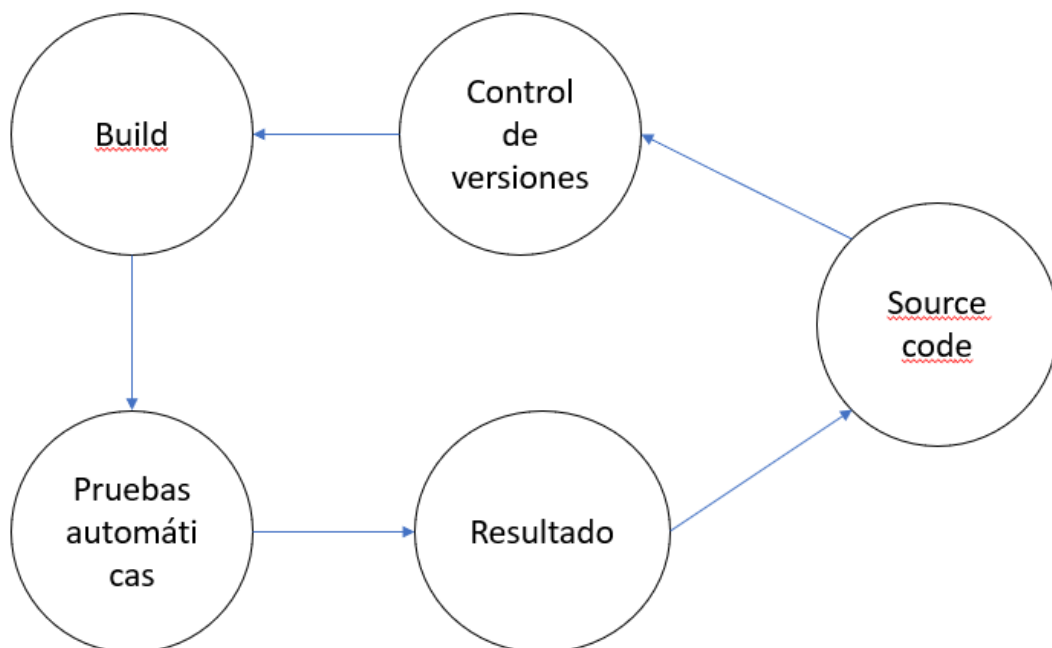 Build
Control
de
versiones
Source
code
Pruebas
automáti
cas
Resultado